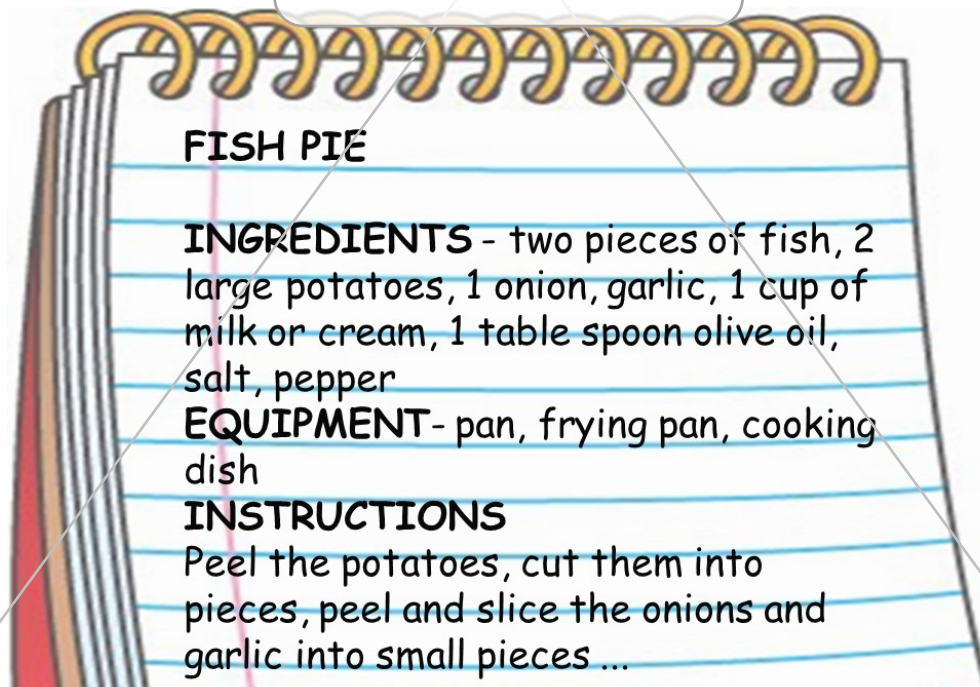 FISH PIE
INGREDIENTS - two pieces of fish, 2
large potatoes, 1 onion, garlic, 1 cup of
milk or cream, 1 table spoon olive oil,
salt, pepper
EQUIPMENT- pan, frying pan, cooking
dish
INSTRUCTIONS
Peel the potatoes, cut them into
pieces, peel and slice the onions and
garlic into small pieces ...